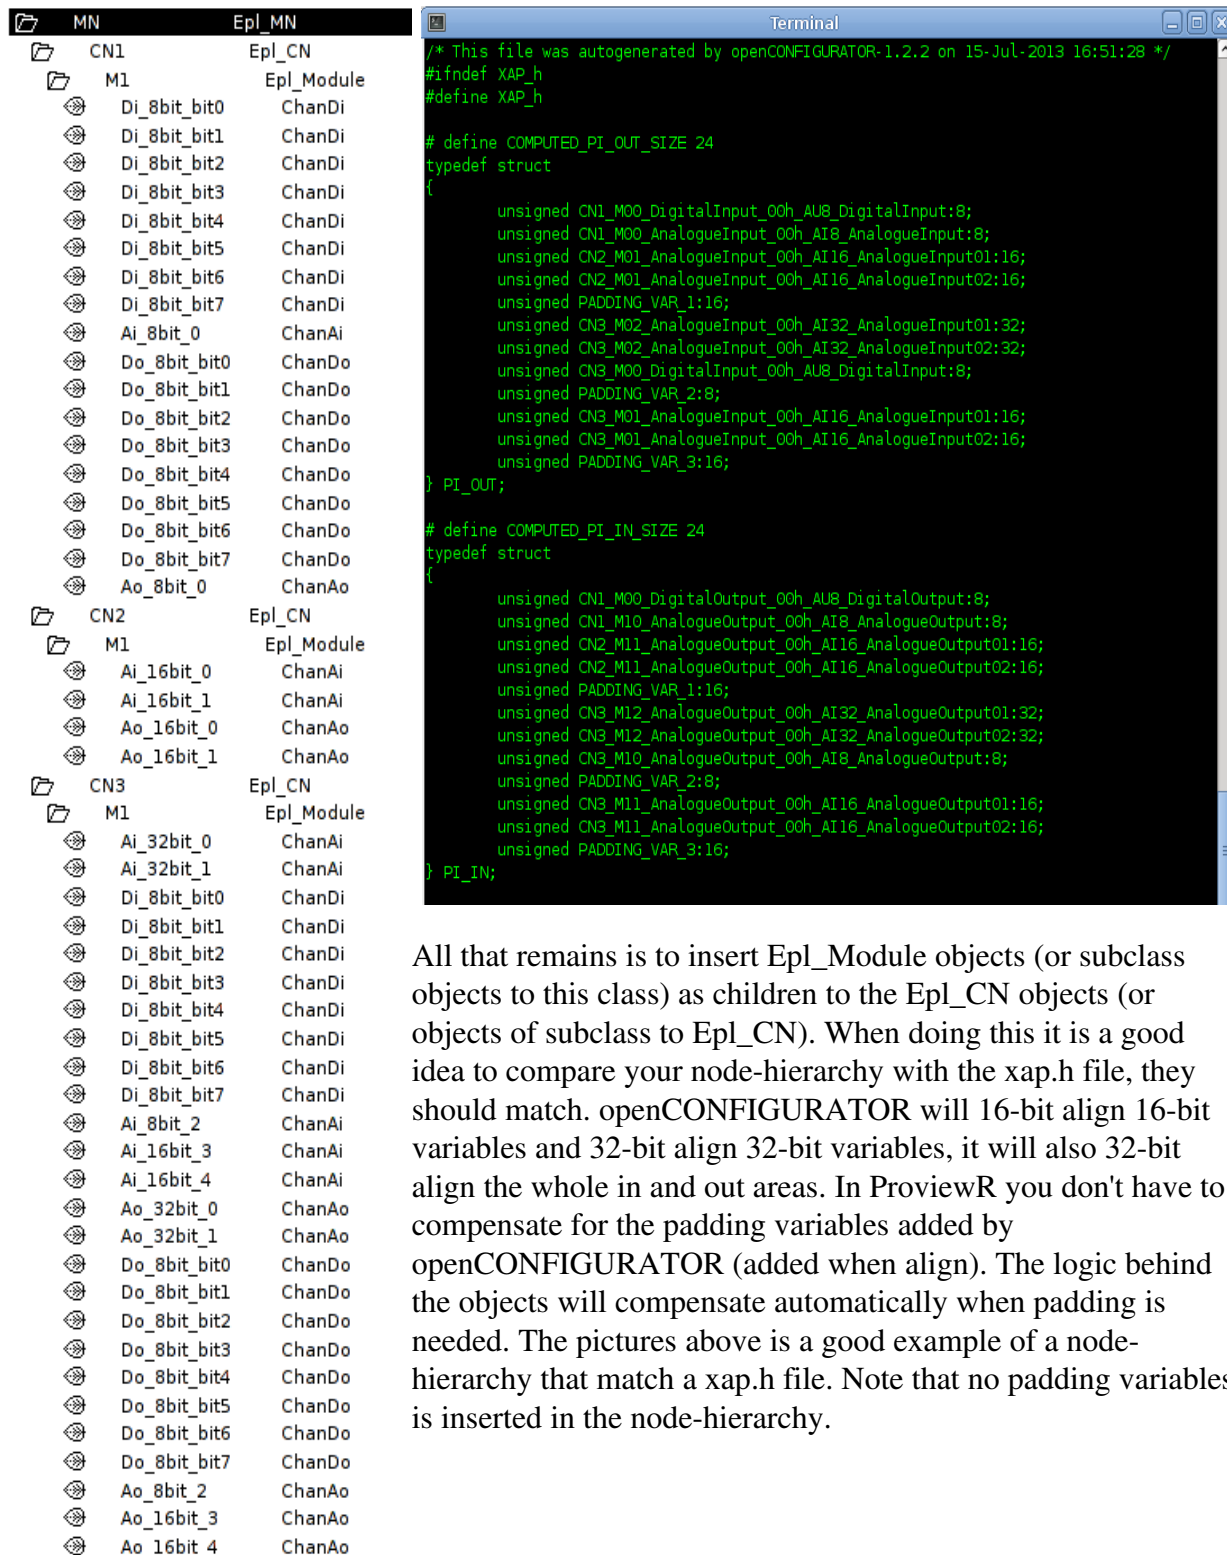 MN Epl_MN
CN1 Epl_CN
M1 Epl_Module
Di_8bit_bit0 ChanDi
Di_8bit_bit1 ChanDi
Di_8bit_bit2 ChanDi
Di_8bit_bit3 ChanDi
Di_8bit_bit4 ChanDi
Di_8bit_bit5 ChanDi
Di_8bit_bit6 ChanDi
Di_8bit_bit7 ChanDi
Ai_8bit_0 ChanAi
Do_8bit_bit0 ChanDo
Do_8bit_bit1 ChanDo
Do_8bit_bit2 ChanDo
Do_8bit_bit3 ChanDo
Do_8bit_bit4 ChanDo
Do_8bit_bit5 ChanDo
Do_8bit_bit6 ChanDo
Do_8bit_bit7 ChanDo
Ao_8bit_0 ChanAo
CN2 Epl_CN
M1 Epl_Module
Ai_16bit_0 ChanAi
Ai_16bit_1 ChanAi
Ao_16bit_0 ChanAo
Ao_16bit_1 ChanAo
CN3 Epl_CN
M1 Epl_Module
Ai_32bit_0 ChanAi
Ai_32bit_1 ChanAi
Di_8bit_bit0 ChanDi
Di_8bit_bit1 ChanDi
Di_8bit_bit2 ChanDi
Di_8bit_bit3 ChanDi
Di_8bit_bit4 ChanDi
Di_8bit_bit5 ChanDi
Di_8bit_bit6 ChanDi
Di_8bit_bit7 ChanDi
Ai_8bit_2 ChanAi
Ai_16bit_3 ChanAi
Ai_16bit_4 ChanAi
Ao_32bit_0 ChanAo
Ao_32bit_1 ChanAo
Do_8bit_bit0 ChanDo
Do_8bit_bit1 ChanDo
Do_8bit_bit2 ChanDo
Do_8bit_bit3 ChanDo
Do_8bit_bit4 ChanDo
Do_8bit_bit5 ChanDo
Do_8bit_bit6 ChanDo
Do_8bit_bit7 ChanDo
Ao_8bit_2 ChanAo
Ao_16bit_3 ChanAo
Ao_16bit_4 ChanAo
Terminal
/* This file was autogenerated by openCONFIGURATOR-1.2.2 on 15-Jul-2013 16:51:28 */
#ifndef XAP_h
#define XAP_h
# define COMPUTED_PI_OUT_SIZE 24
typedef struct
{
unsigned CN1_M00_DigitalInput_00h_AU8_DigitalInput:8;
unsigned CN1_M00_AnalogueInput_00h_AI8_AnalogueInput:8;
unsigned CN2_M01_AnalogueInput_00h_AI16_AnalogueInput01:16;
unsigned CN2_M01_AnalogueInput_00h_AI16_AnalogueInput02:16;
unsigned PADDING_VAR_1:16;
unsigned CN3_M02_AnalogueInput_00h_AI32_AnalogueInput01:32;
unsigned CN3_M02_AnalogueInput_00h_AI32_AnalogueInput02:32;
unsigned CN3_M00_DigitalInput_00h_AU8_DigitalInput:8;
unsigned PADDING_VAR_2:8;
unsigned CN3_M01_AnalogueInput_00h_AI16_AnalogueInput01:16;
unsigned CN3_M01_AnalogueInput_00h_AI16_AnalogueInput02:16;
unsigned PADDING_VAR_3:16;
} PI_OUT;
# define COMPUTED_PI_IN_SIZE 24
typedef struct
{
unsigned CN1_M00_DigitalOutput_00h_AU8_DigitalOutput:8;
unsigned CN1_M10_AnalogueOutput_00h_AI8_AnalogueOutput:8;
unsigned CN2_M11_AnalogueOutput_00h_AI16_AnalogueOutput01:16;
unsigned CN2_M11_AnalogueOutput_00h_AI16_AnalogueOutput02:16;
unsigned PADDING_VAR_1:16;
unsigned CN3_M12_AnalogueOutput_00h_AI32_AnalogueOutput01:32;
unsigned CN3_M12_AnalogueOutput_00h_AI32_AnalogueOutput02:32;
unsigned CN3_M10_AnalogueOutput_00h_AI8_AnalogueOutput:8;
unsigned PADDING_VAR_2:8;
unsigned CN3_M11_AnalogueOutput_00h_AI16_AnalogueOutput01:16;
unsigned CN3_M11_AnalogueOutput_00h_AI16_AnalogueOutput02:16;
unsigned PADDING_VAR_3:16;
} PI_IN;
All that remains is to insert Epl_Module objects (or subclass
objects to this class) as children to the Epl_CN objects (or
objects of subclass to Epl_CN). When doing this it is a good
idea to compare your node-hierarchy with the xap.h file, they
should match. openCONFIGURATOR will 16-bit align 16-bit
variables and 32-bit align 32-bit variables, it will also 32-bit
align the whole in and out areas. In ProviewR you don't have to
compensate for the padding variables added by
openCONFIGURATOR (added when align). The logic behind
the objects will compensate automatically when padding is
needed. The pictures above is a good example of a node-
hierarchy that match a xap.h file. Note that no padding variables
is inserted in the node-hierarchy.